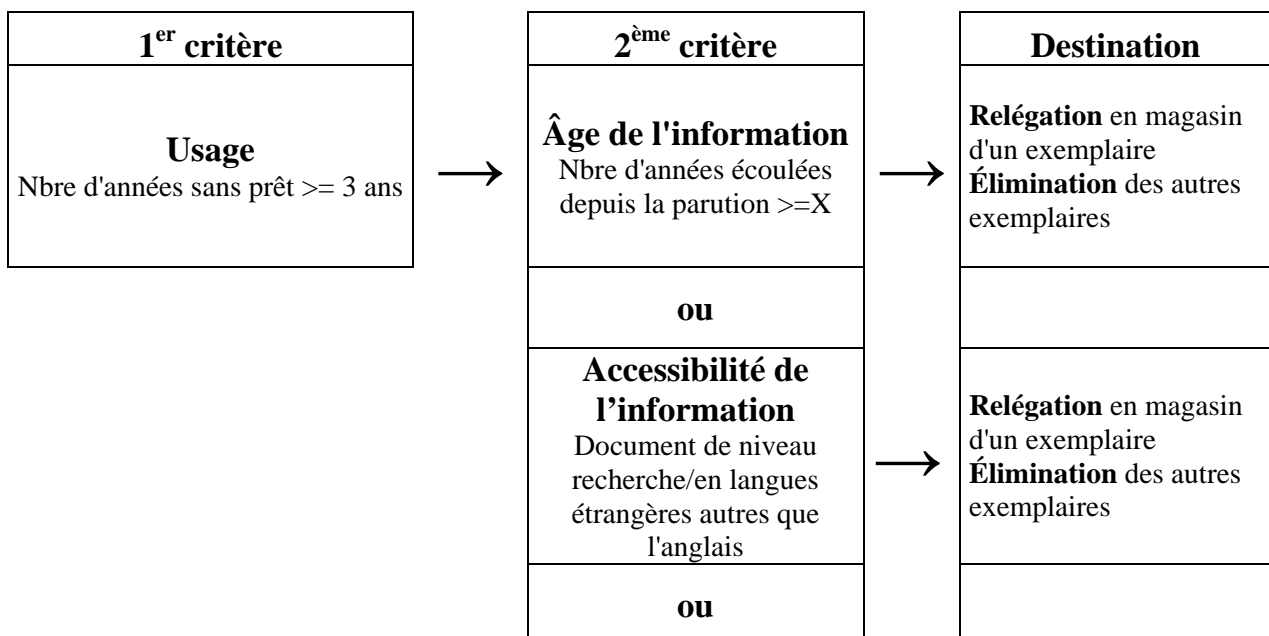 1er critère
Usage
Nbre d'années sans prêt >= 3 ans
→
2ème critère
Âge de l'information
Nbre d'années écoulées
depuis la parution >=X
→
Destination
Relégation en magasin
d'un exemplaire
Élimination des autres
exemplaires
ou
Accessibilité de
l’information
Document de niveau
recherche/en langues
étrangères autres que
l'anglais
→
Relégation en magasin
d'un exemplaire
Élimination des autres
exemplaires
ou